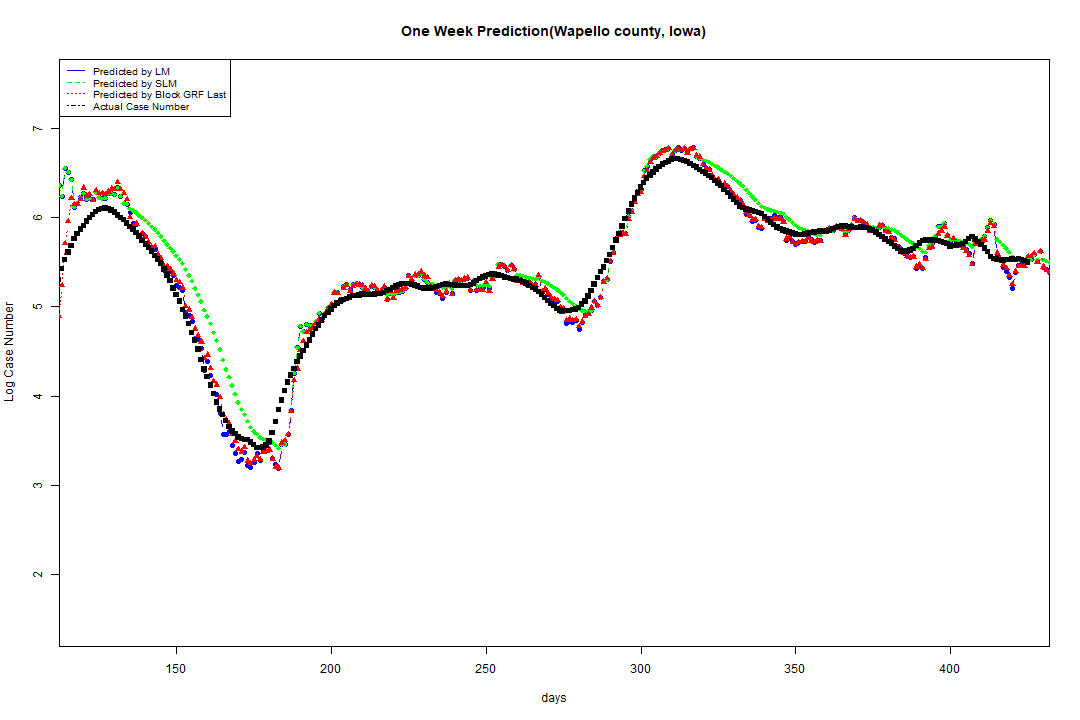 One Week Prediction(Wapello county, Iowa)
Predicted by LM
Predicted by SLM
Predicted by Block GRF Last
Actual Case Number
Log Case Number
7
6
5
4
3
2
150 200 250 300 350 400
days